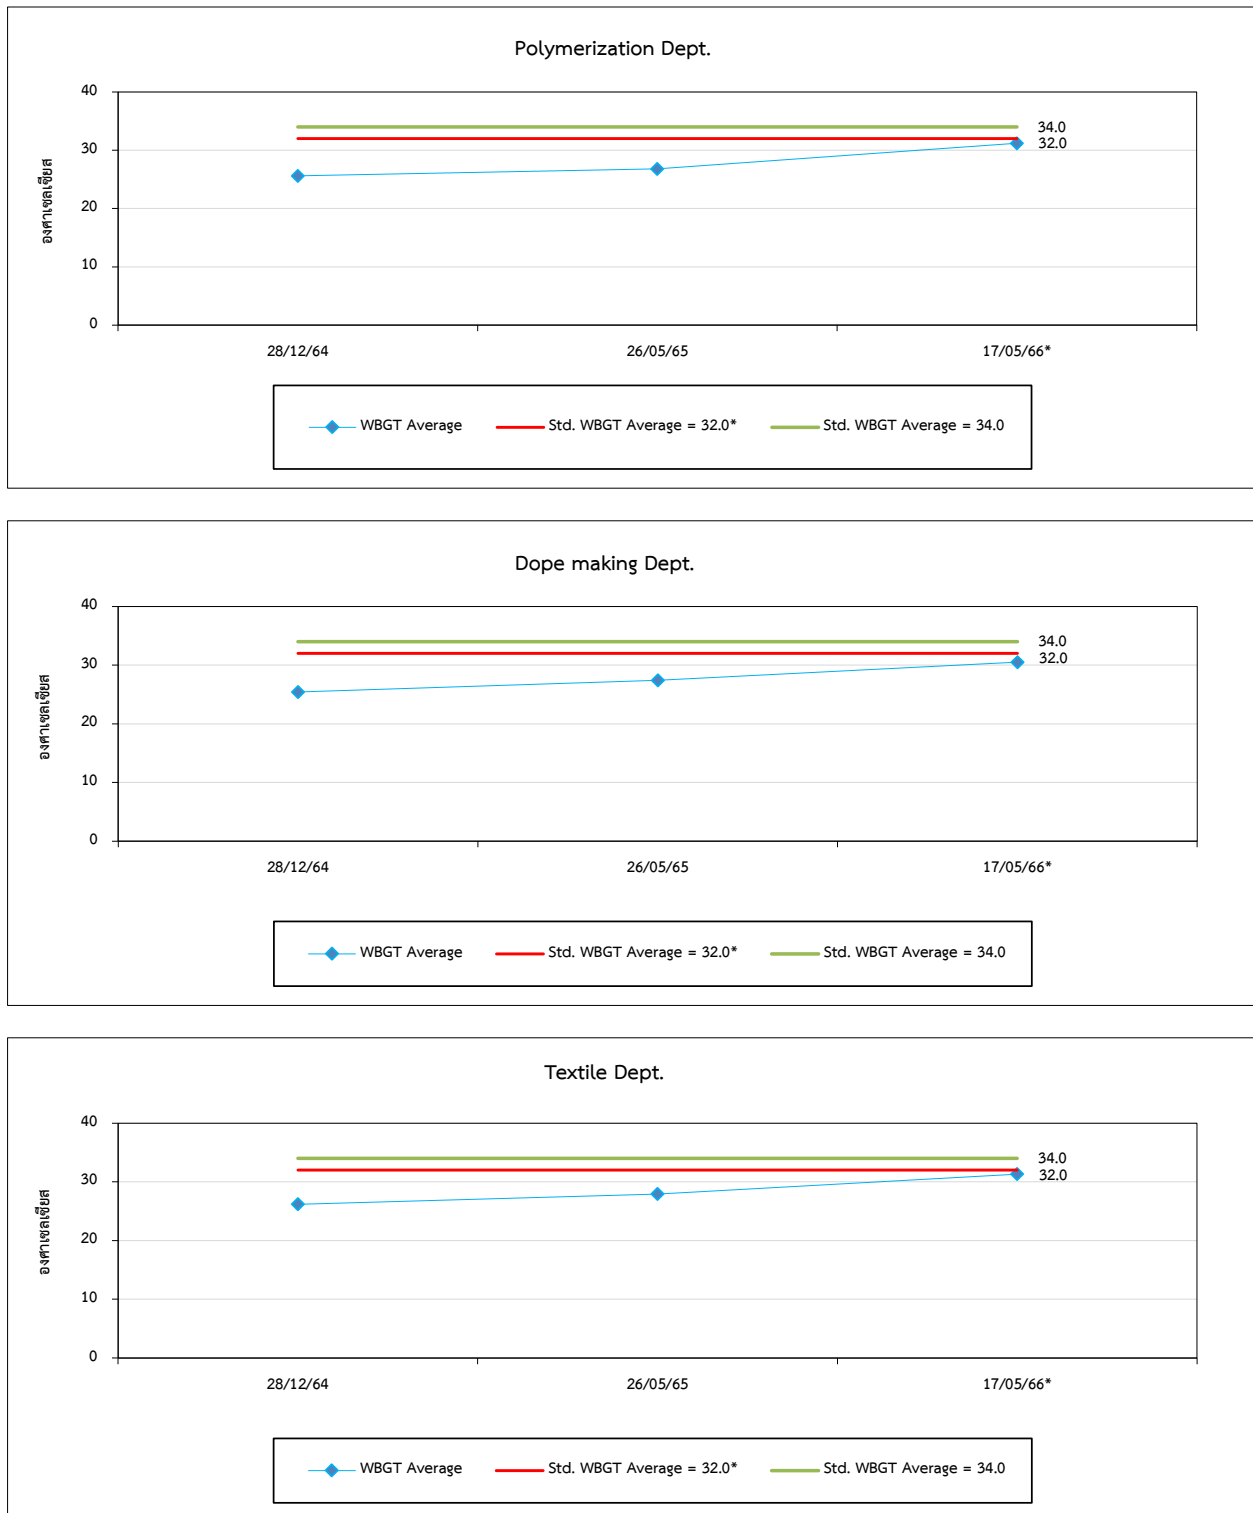 Polymerization Dept.
40
30
20
10
0
องศาเซลเซียส
34.0
32.0
28/12/64 26/05/65 17/05/66*
WBGT Average Std. WBGT Average = 32.0* Std. WBGT Average = 34.0
Dope making Dept.
40
30
20
10
0
องศาเซลเซียส
34.0
32.0
28/12/64 26/05/65 17/05/66*
WBGT Average Std. WBGT Average = 32.0* Std. WBGT Average = 34.0
Textile Dept.
40
30
20
10
0
องศาเซลเซียส
34.0
32.0
28/12/64 26/05/65 17/05/66*
WBGT Average Std. WBGT Average = 32.0* Std. WBGT Average = 34.0